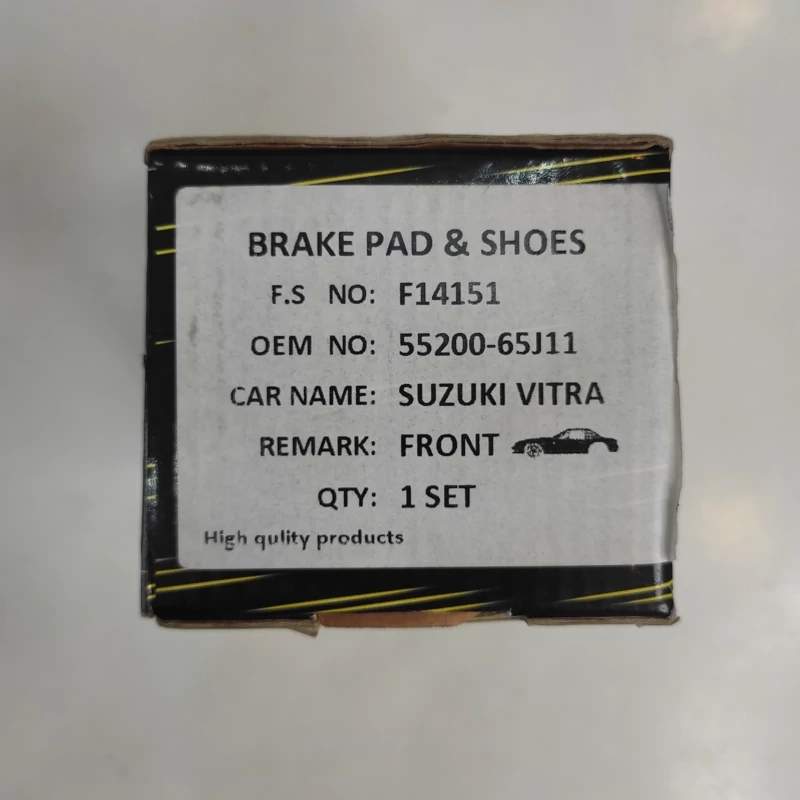 BRAKE PAD & SHOES
F.S NO: F14151
OEM NO: 55200-65J11
CAR NAME: SUZUKI VITRA
REMARK: FRONT
QTY: 1 SET
High qulity products